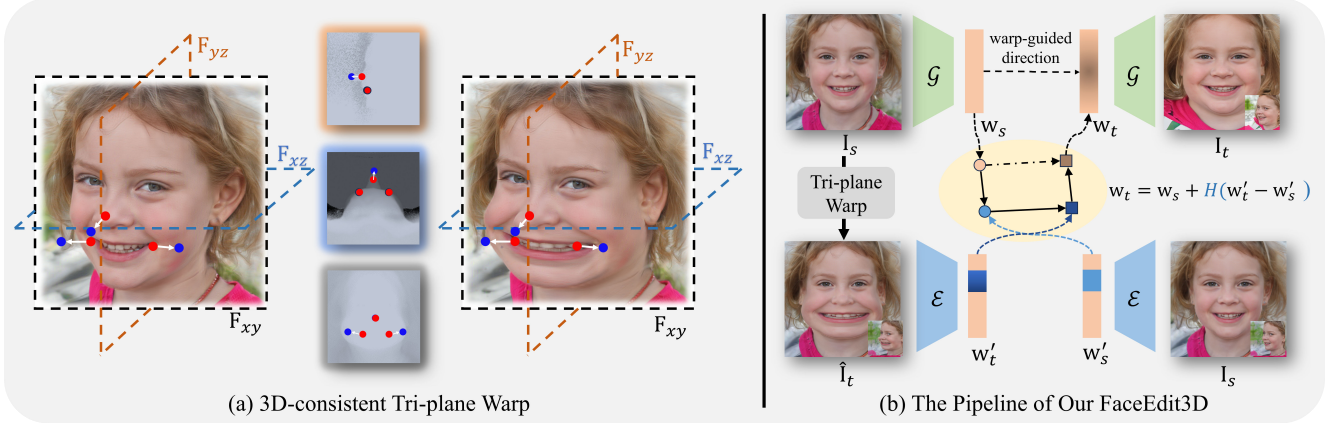 F_yz
F_xz
F_xy
F_yz
F_xz
F_xy
(a) 3D-consistent Tri-plane Warp
G
warp-guided
direction
G
w_s
w_t
I_s
I_t
Tri-plane
Warp
w_t = w_s + H(w'_t − w'_s )
E
E
w'_t
w'_s
Î_t
I_s
(b) The Pipeline of Our FaceEdit3D